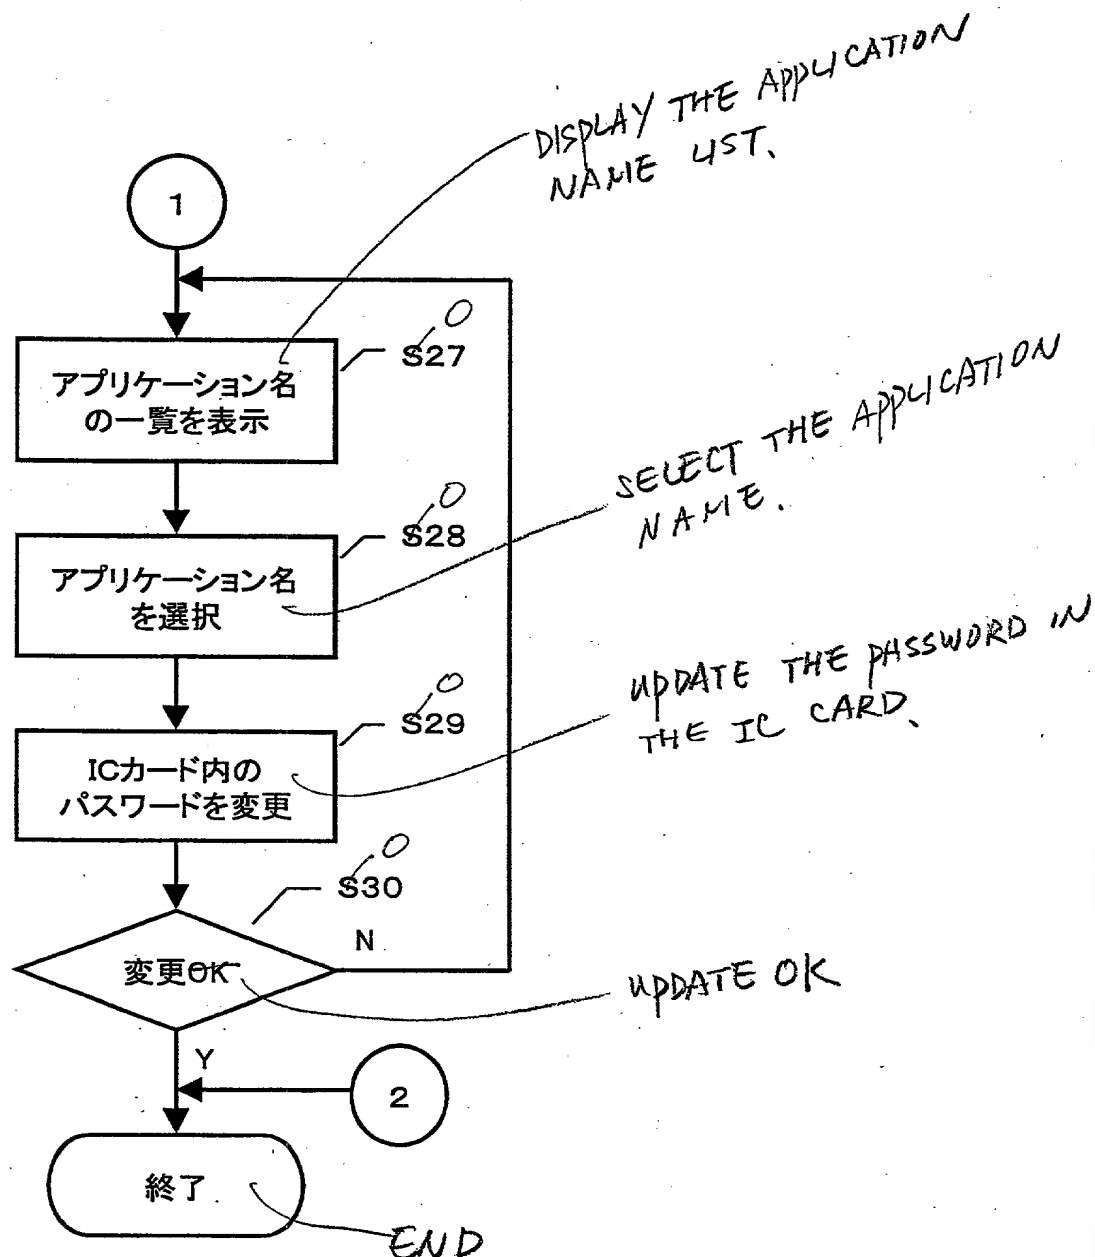 DISPLAY THE APPLICATION
NAME LIST.
1
S27
アプリケーション名
の一覧を表示
SELECT THE APPLICATION
NAME.
S28
アプリケーション名
を選択
UPDATE THE PASSWORD IN
THE IC CARD.
S29
ICカード内の
パスワードを変更
S30
N
変更OK
UPDATE OK
Y
2
終了
END